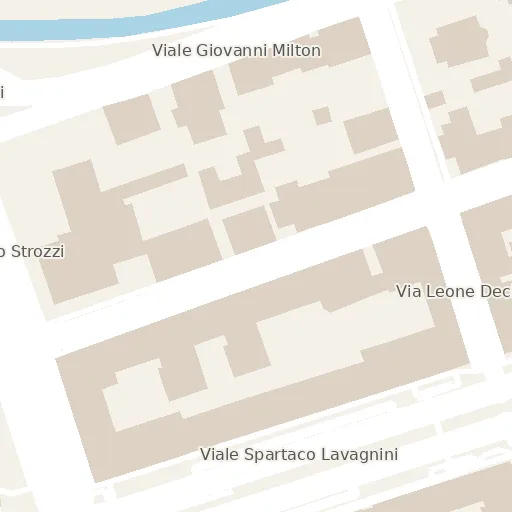 Viale Giovanni Milton
i
o Strozzi
Via Leone Dec
Viale Spartaco Lavagnini